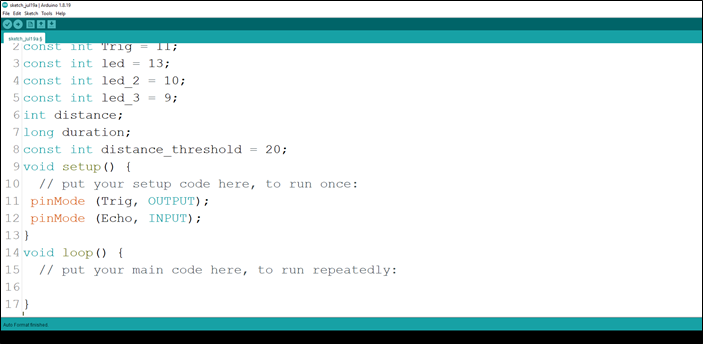 sketch_jul19a | Arduino 1.8.19
File Edit Sketch Tools Help
sketch_jul19a §
2 const int Trig = 11;
3 const int led = 13;
4 const int led_2 = 10;
5 const int led_3 = 9;
6 int distance;
7 long duration;
8 const int distance_threshold = 20;
9 void setup() {
10 // put your setup code here, to run once:
11 pinMode (Trig, OUTPUT);
12 pinMode (Echo, INPUT);
13 }
14 void loop() {
15 // put your main code here, to run repeatedly:
16
17 }
Auto Format finished.